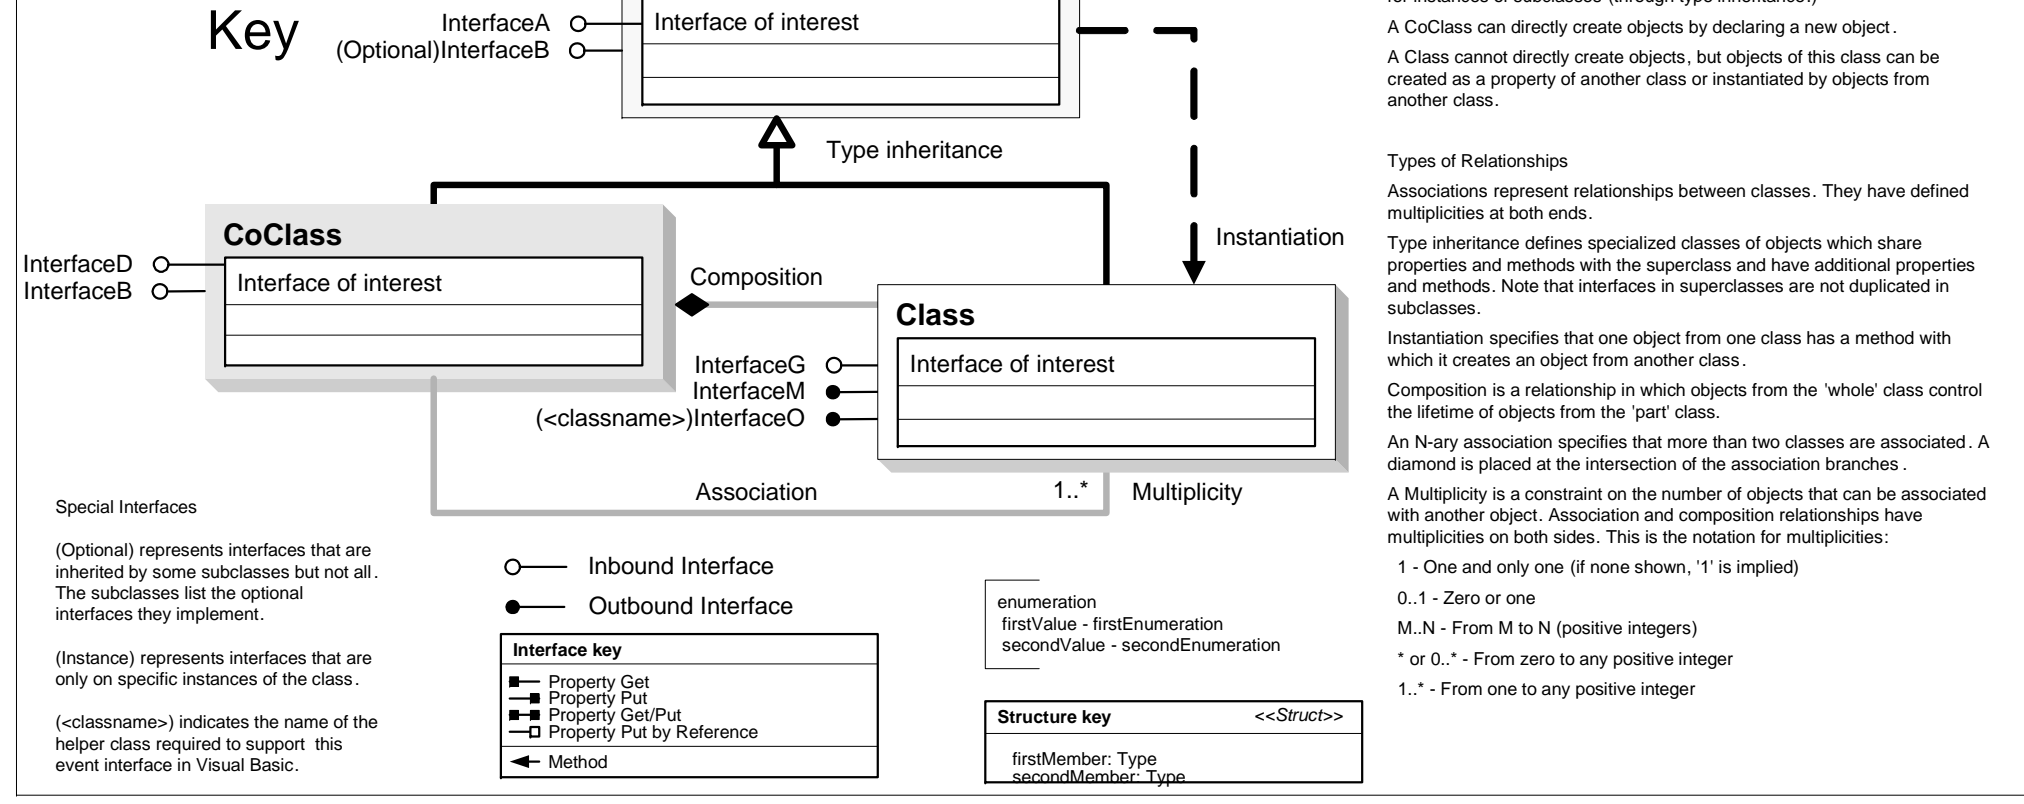 Key
InterfaceA
(Optional)InterfaceB
Interface of interest
Type inheritance
Instantiation
CoClass
InterfaceD
InterfaceB
Interface of interest
Composition
Class
InterfaceG
InterfaceM
(<classname>)InterfaceO
Interface of interest
Association
1..*
Multiplicity
Special Interfaces
(Optional) represents interfaces that are
inherited by some subclasses but not all.
The subclasses list the optional
interfaces they implement.
(Instance) represents interfaces that are
only on specific instances of the class.
(<classname>) indicates the name of the
helper class required to support this
event interface in Visual Basic.
Inbound Interface
Outbound Interface
Interface key
Property Get
Property Put
Property Get/Put
Property Put by Reference
Method
enumeration
firstValue - firstEnumeration
secondValue - secondEnumeration
Structure key <<Struct>>
firstMember: Type
secondMember: Type
for instances of subclasses (through type inheritance.)
A CoClass can directly create objects by declaring a new object.
A Class cannot directly create objects, but objects of this class can be
created as a property of another class or instantiated by objects from
another class.
Types of Relationships
Associations represent relationships between classes. They have defined
multiplicities at both ends.
Type inheritance defines specialized classes of objects which share
properties and methods with the superclass and have additional properties
and methods. Note that interfaces in superclasses are not duplicated in
subclasses.
Instantiation specifies that one object from one class has a method with
which it creates an object from another class.
Composition is a relationship in which objects from the 'whole' class control
the lifetime of objects from the 'part' class.
An N-ary association specifies that more than two classes are associated. A
diamond is placed at the intersection of the association branches.
A Multiplicity is a constraint on the number of objects that can be associated
with another object. Association and composition relationships have
multiplicities on both sides. This is the notation for multiplicities:
1 - One and only one (if none shown, '1' is implied)
0..1 - Zero or one
M..N - From M to N (positive integers)
* or 0..* - From zero to any positive integer
1..* - From one to any positive integer